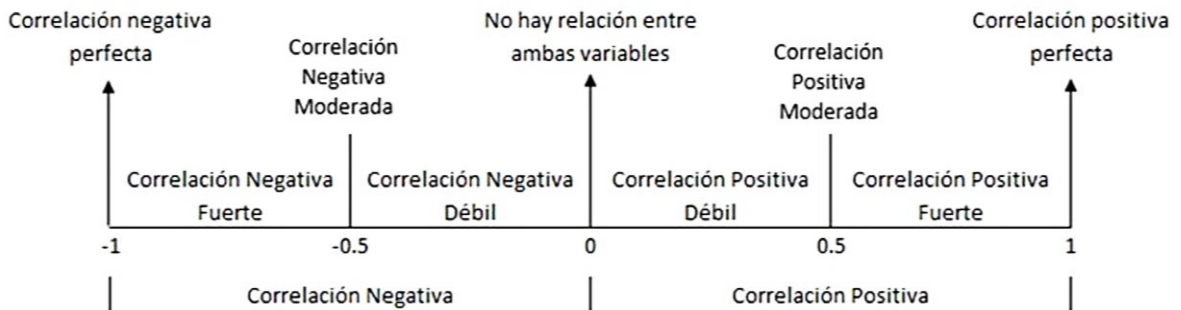 Correlación negativa
perfecta
Correlación
Negativa
Moderada
No hay relación entre
ambas variables
Correlación
Positiva
Moderada
Correlación positiva
perfecta
Correlación Negativa
Fuerte
Correlación Negativa
Débil
Correlación Positiva
Débil
Correlación Positiva
Fuerte
-1
-0.5
0
0.5
1
Correlación Negativa
Correlación Positiva